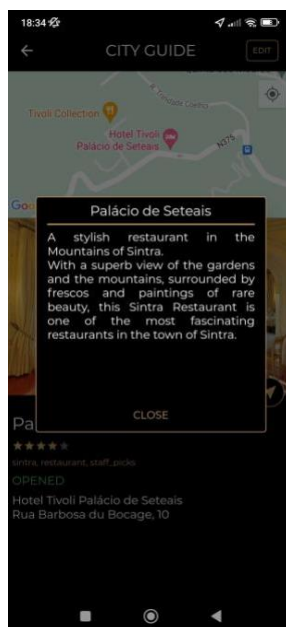 18:34
CITY GUIDE
EDIT
R. Trindade Coelho
Tivoli Collection
Hotel Tivoli
Palácio de Seteais
N375
Goo
Palácio de Seteais
A stylish restaurant in the
Mountains of Sintra.
With a superb view of the gardens
and the mountains, surrounded by
frescos and paintings of rare
beauty, this Sintra Restaurant is
one of the most fascinating
restaurants in the town of Sintra.
CLOSE
Pa
sintra, restaurant, staff_picks
OPENED
Hotel Tivoli Palácio de Seteais
Rua Barbosa du Bocage, 10